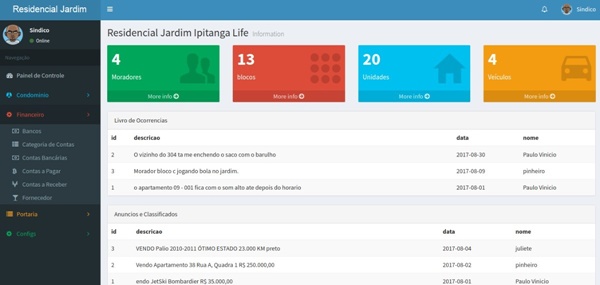 Residencial Jardim
Sindico
Sindico
Online
Navegação
Painel de Controle
Condominio
Financeiro
Bancos
Categoria de Contas
Contas Bancárias
Contas a Pagar
Contas a Receber
Fornecedor
Portaria
Configs
Residencial Jardim Ipitanga Life Information
4 13 20 4
Moradores blocos Unidades Veículos
More info More info More info More info
Livro de Ocorrencias
id descricao data nome
2 O vizinho do 304 ta me enchendo o saco com o barulho 2017-08-30 Paulo Vinicio
3 Morador bloco c jogando bola no jardim. 2017-08-09 pinheiro
1 o apartamento 09 - 001 fica com o som alto ate depois do horario 2017-08-01 Paulo Vinicio
Anuncios e Classificados
id descricao data nome
3 VENDO Palio 2010-2011 ÓTIMO ESTADO 23.000 KM preto 2017-08-04 juliete
2 Vendo Apartamento 38 Rua A, Quadra 1 R$ 250.000,00 2017-08-02 pinheiro
1 endo JetSki Bombardier R$ 35.000,00 2017-08-01 Paulo Vinicio